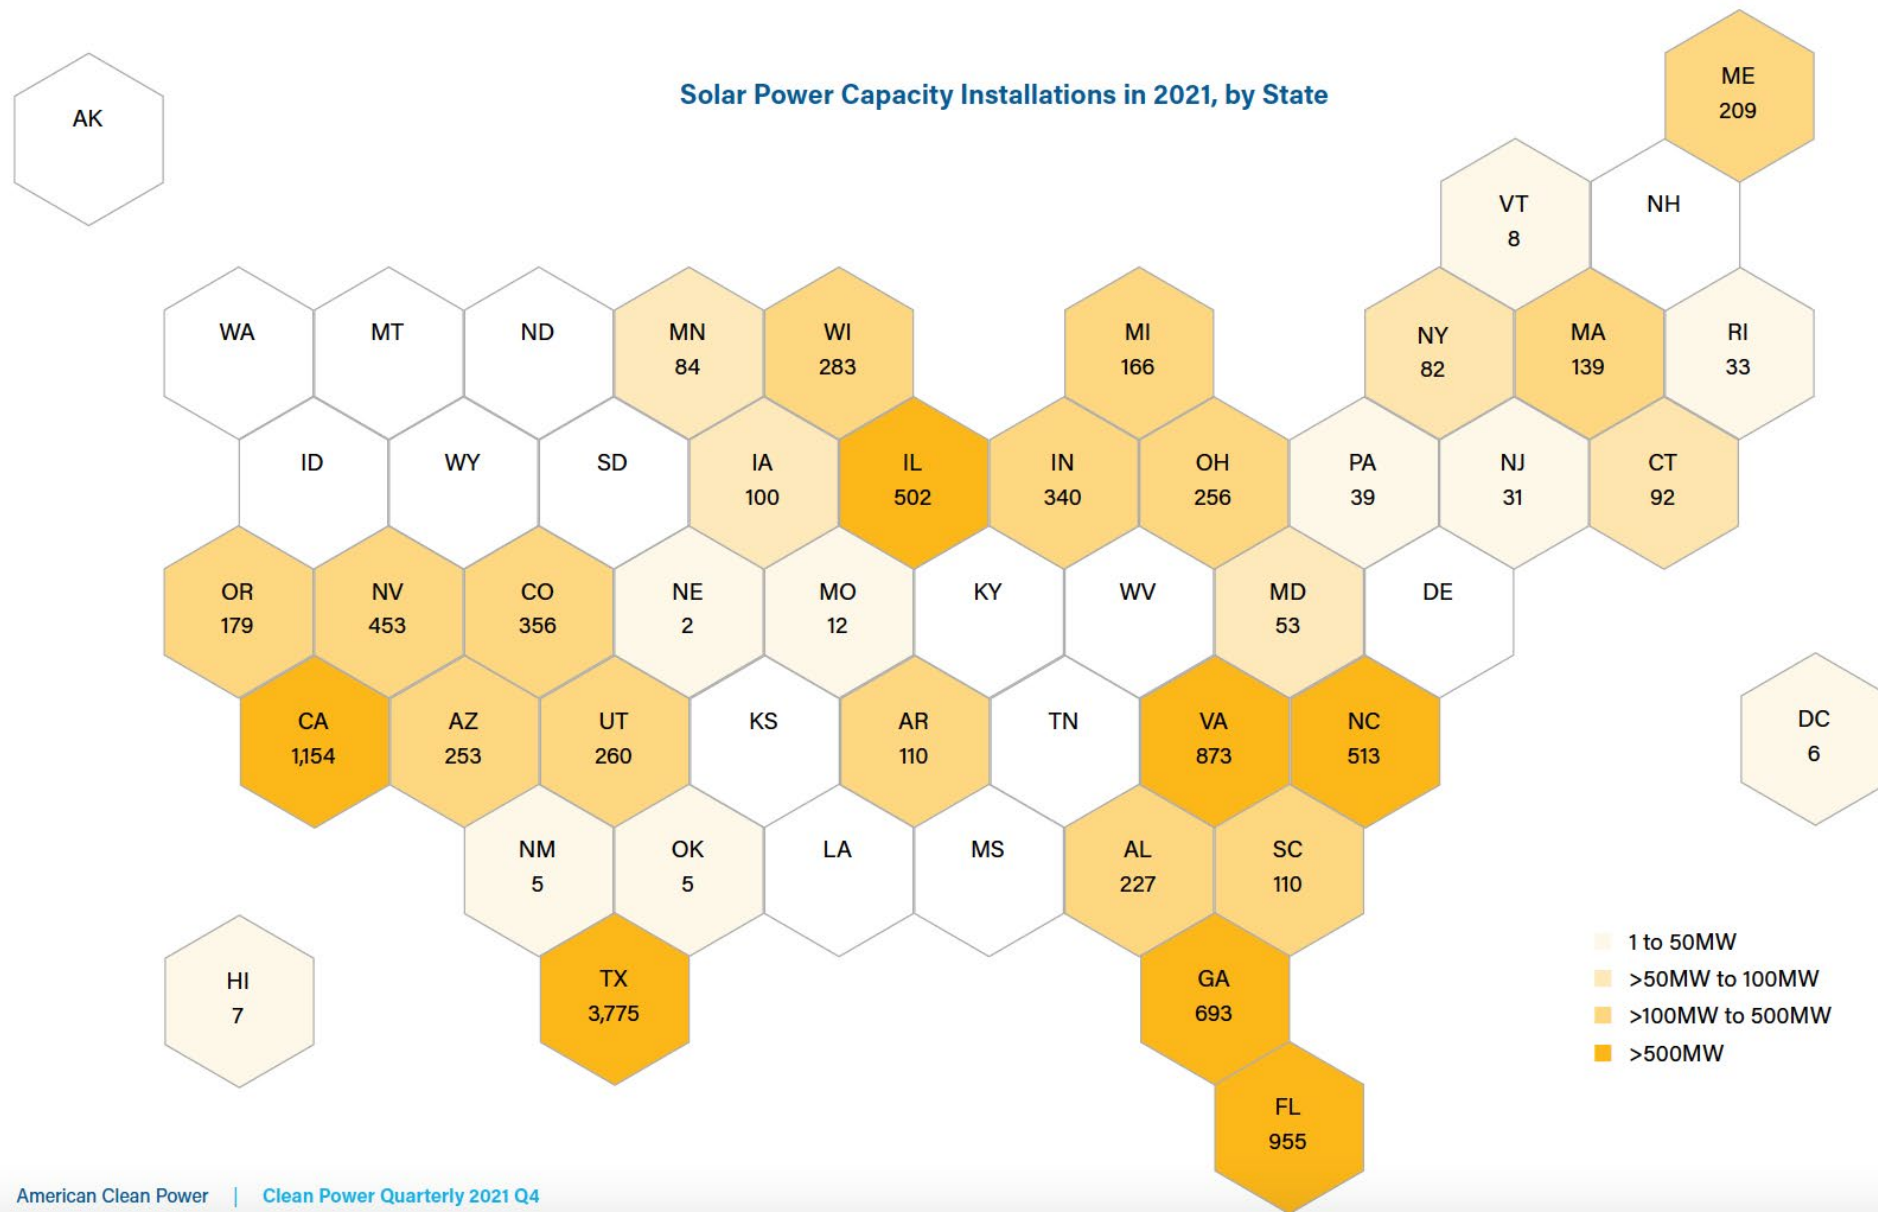 Solar Power Capacity Installations in 2021, by State
AK
ME
209
VT
8
NH
WA
MT
ND
MN
84
WI
283
MI
166
NY
82
MA
139
RI
33
ID
WY
SD
IA
100
IL
502
IN
340
OH
256
PA
39
NJ
31
CT
92
OR
179
NV
453
CO
356
NE
2
MO
12
KY
WV
MD
53
DE
CA
1,154
AZ
253
UT
260
KS
AR
110
TN
VA
873
NC
513
DC
6
NM
5
OK
5
LA
MS
AL
227
SC
110
HI
7
TX
3,775
GA
693
FL
955
1 to 50MW
>50MW to 100MW
>100MW to 500MW
>500MW
American Clean Power | Clean Power Quarterly 2021 Q4